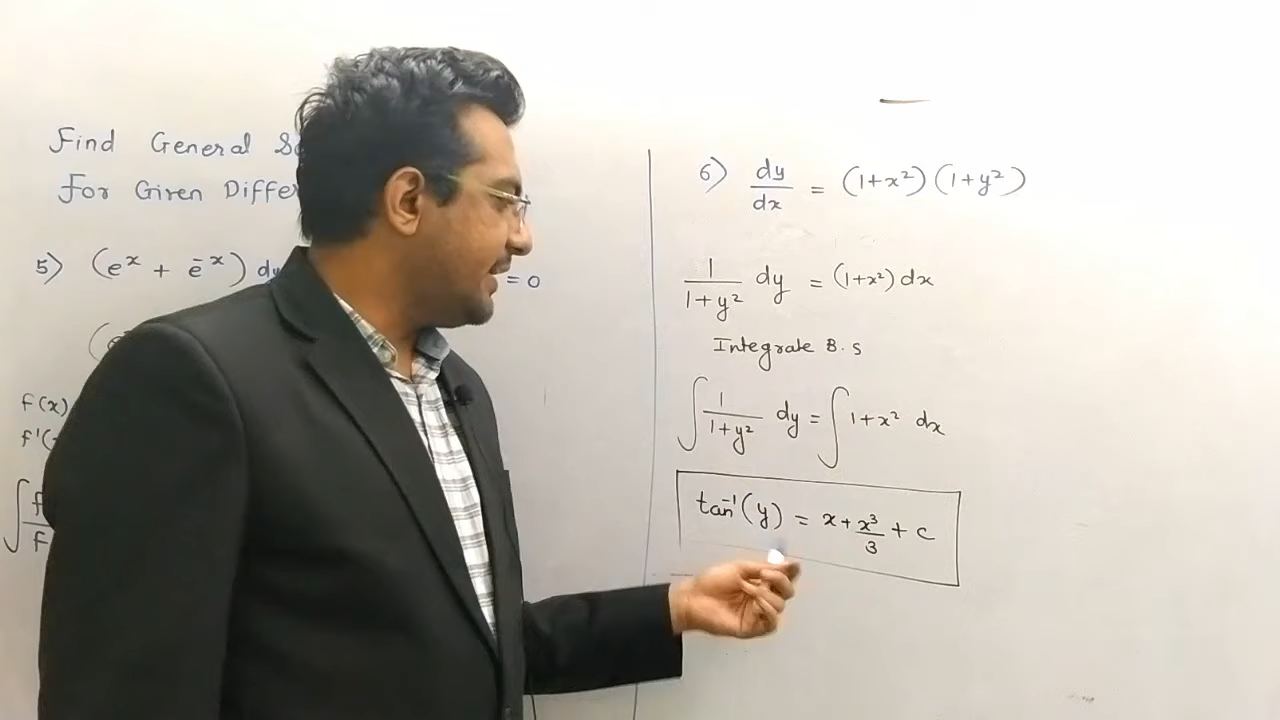 Find General
For Given
5) (eˣ + e⁻ˣ) dy = 0
f(x)
6) dy/dx = (1+x²)(1+y²)
1/(1+y²) dy = (1+x²) dx
Integrate B.S
∫ 1/(1+y²) dy = ∫ 1+x² dx
tan⁻¹(y) = x + x³/3 + c